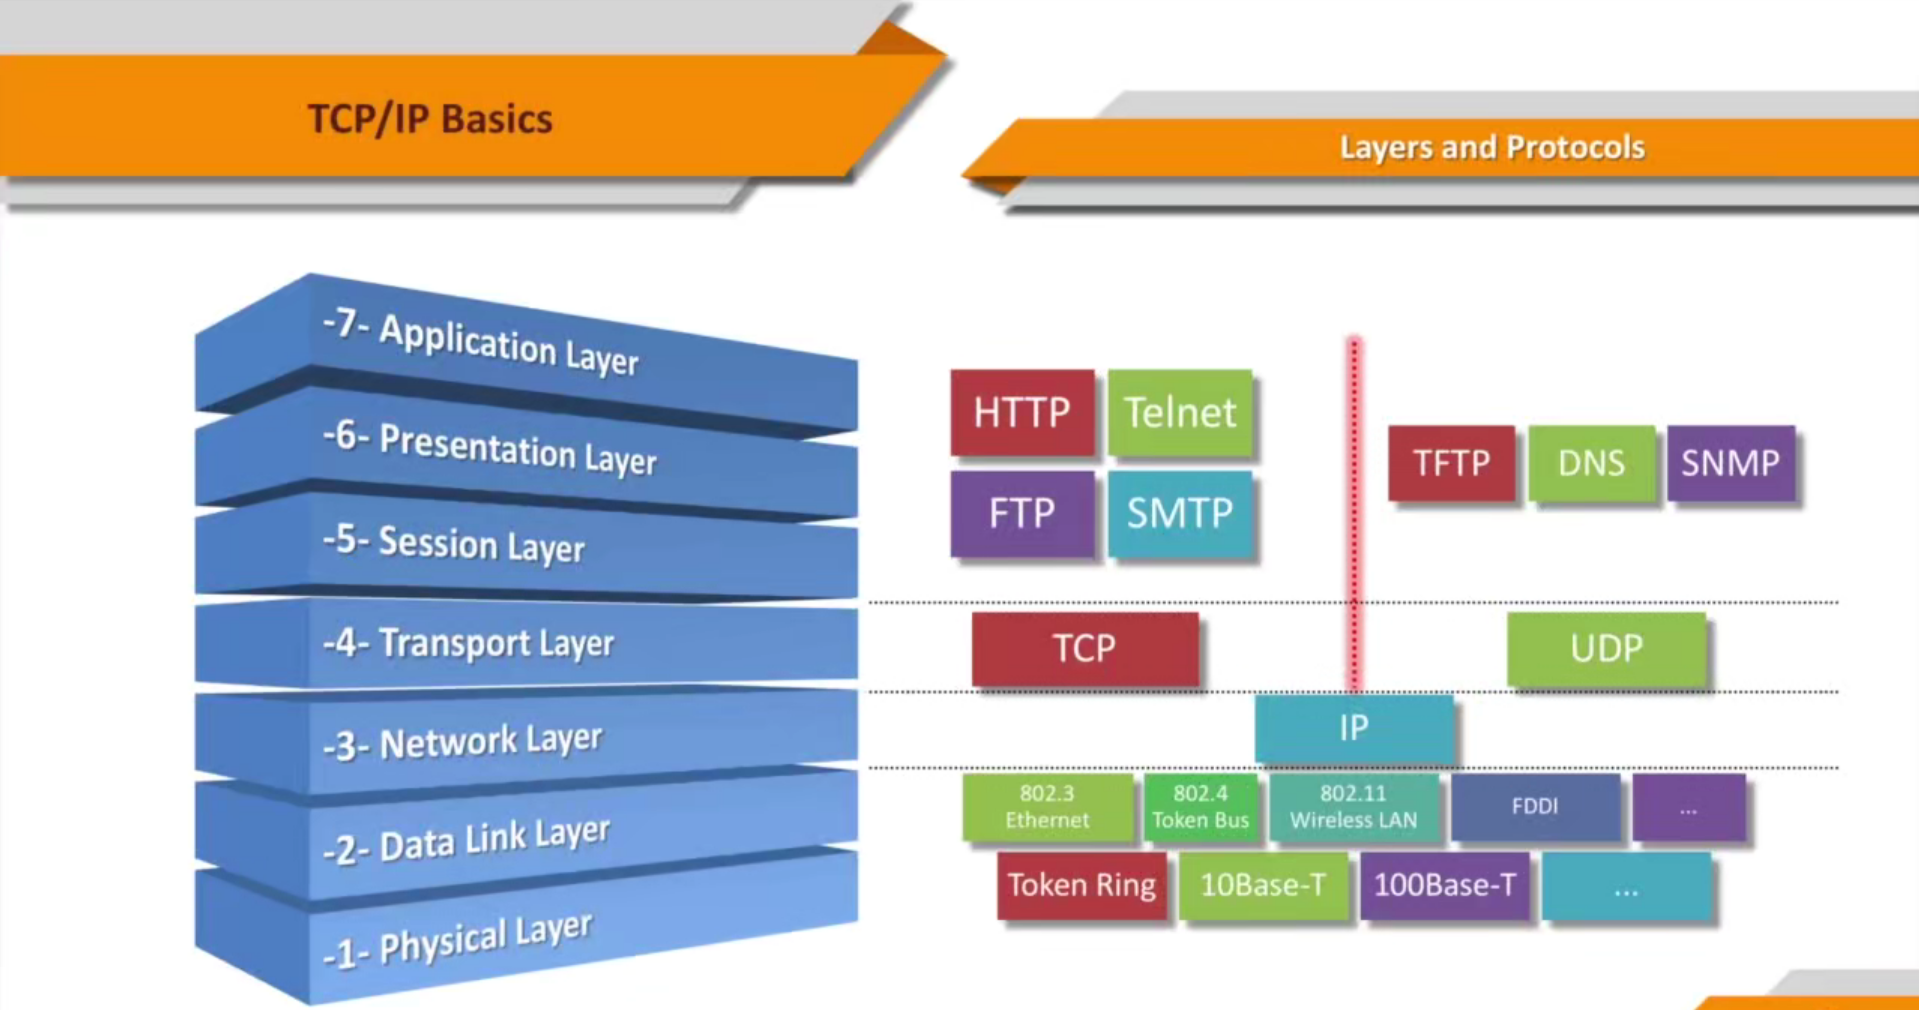 TCP/IP Basics
Layers and Protocols
-7- Application Layer
-6- Presentation Layer
-5- Session Layer
-4- Transport Layer
-3- Network Layer
-2- Data Link Layer
-1- Physical Layer
HTTP Telnet
FTP SMTP
TFTP DNS SNMP
TCP
UDP
IP
802.3
Ethernet
802.4
Token Bus
802.11
Wireless LAN
FDDI
...
Token Ring
10Base-T
100Base-T
...